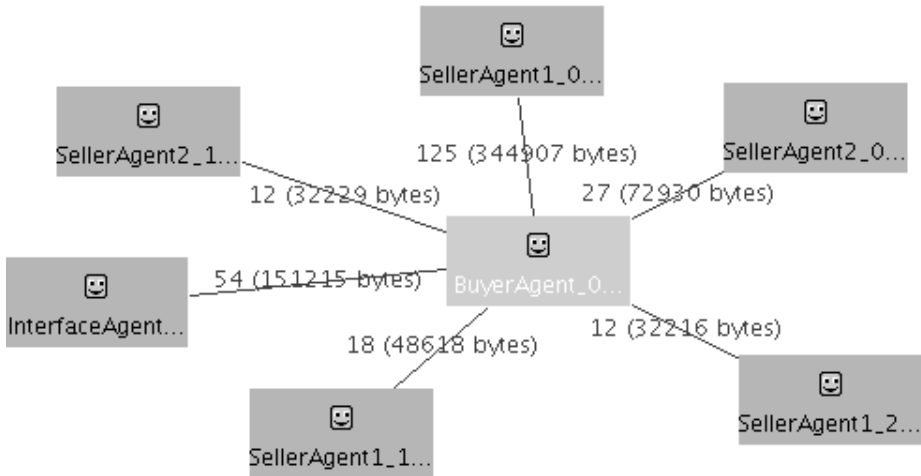 SellerAgent1_0...
SellerAgent2_1...
SellerAgent2_0...
125 (344907 bytes)
12 (32229 bytes)
27 (72930 bytes)
54 (151215 bytes)
BuyerAgent_0...
InterfaceAgent...
18 (48618 bytes)
12 (32216 bytes)
SellerAgent1_2...
SellerAgent1_1...